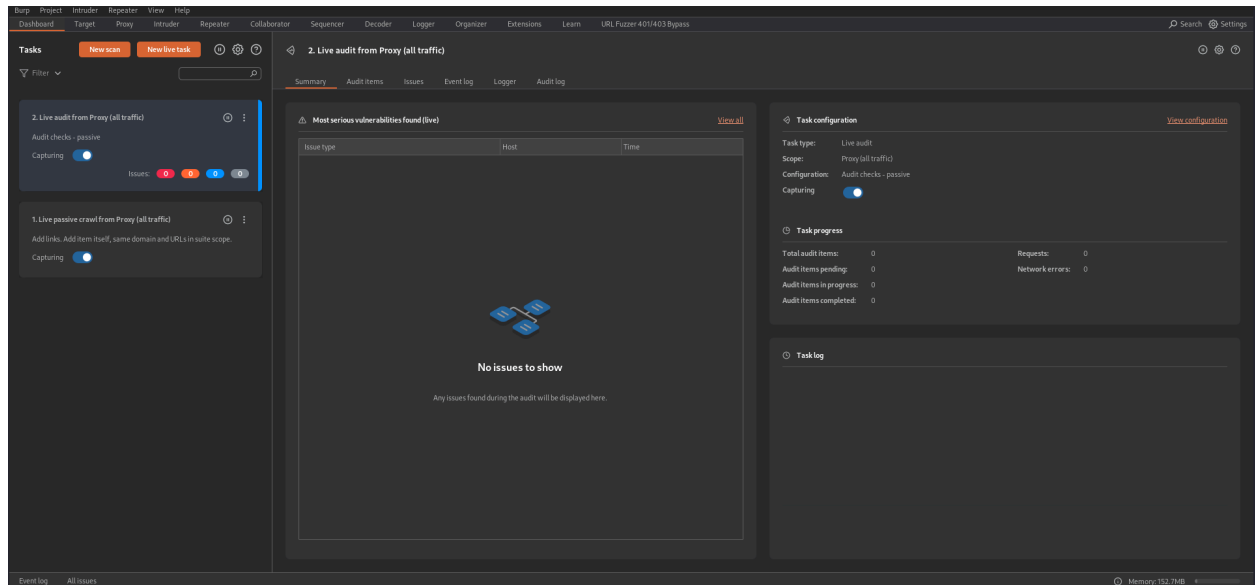 Burp Project Intruder Repeater View Help
Dashboard Target Proxy Intruder Repeater Collaborator Sequencer Decoder Logger Organizer Extensions Learn URL Fuzzer 401/403 Bypass Search Settings
Tasks New scan New live task
2. Live audit from Proxy (all traffic)
Filter
Summary Audit items Issues Event log Logger Audit log
2. Live audit from Proxy (all traffic)
Audit checks - passive
Capturing
Issues: 0 0 0 0
1. Live passive crawl from Proxy (all traffic)
Add links. Add item itself, same domain and URLs in suite scope.
Capturing
Most serious vulnerabilities found (live) View all
Issue type Host Time
No issues to show
Any issues found during the audit will be displayed here.
Task configuration View configuration
Task type: Live audit
Scope: Proxy (all traffic)
Configuration: Audit checks - passive
Capturing
Task progress
Total audit items: 0 Requests: 0
Audit items pending: 0 Network errors: 0
Audit items in progress: 0
Audit items completed: 0
Task log
Event log All issues Memory: 152.7MB